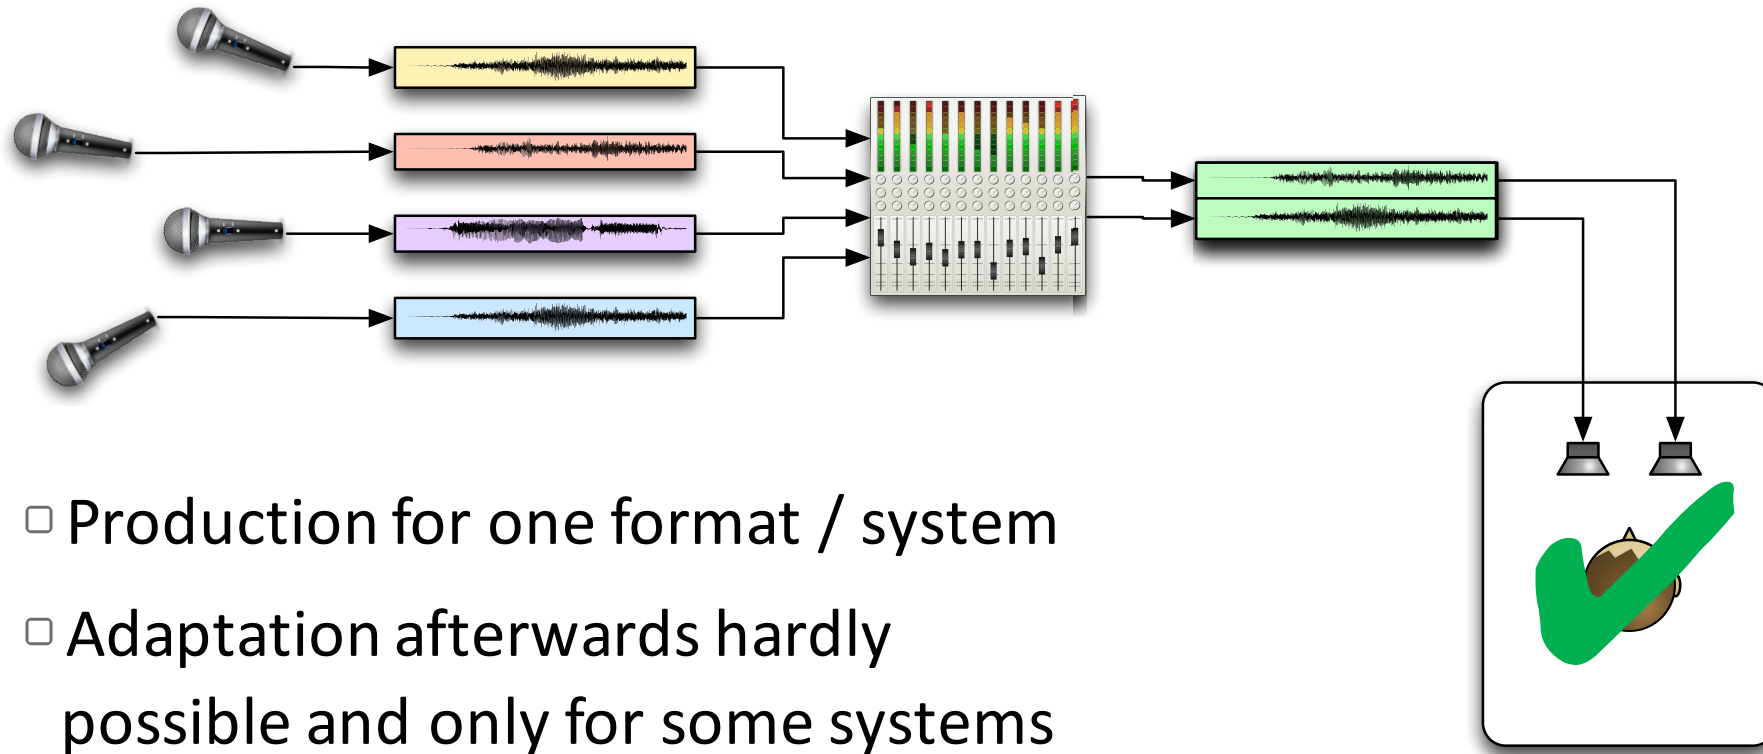 Production for one format / system
Adaptation afterwards hardly
possible and only for some systems